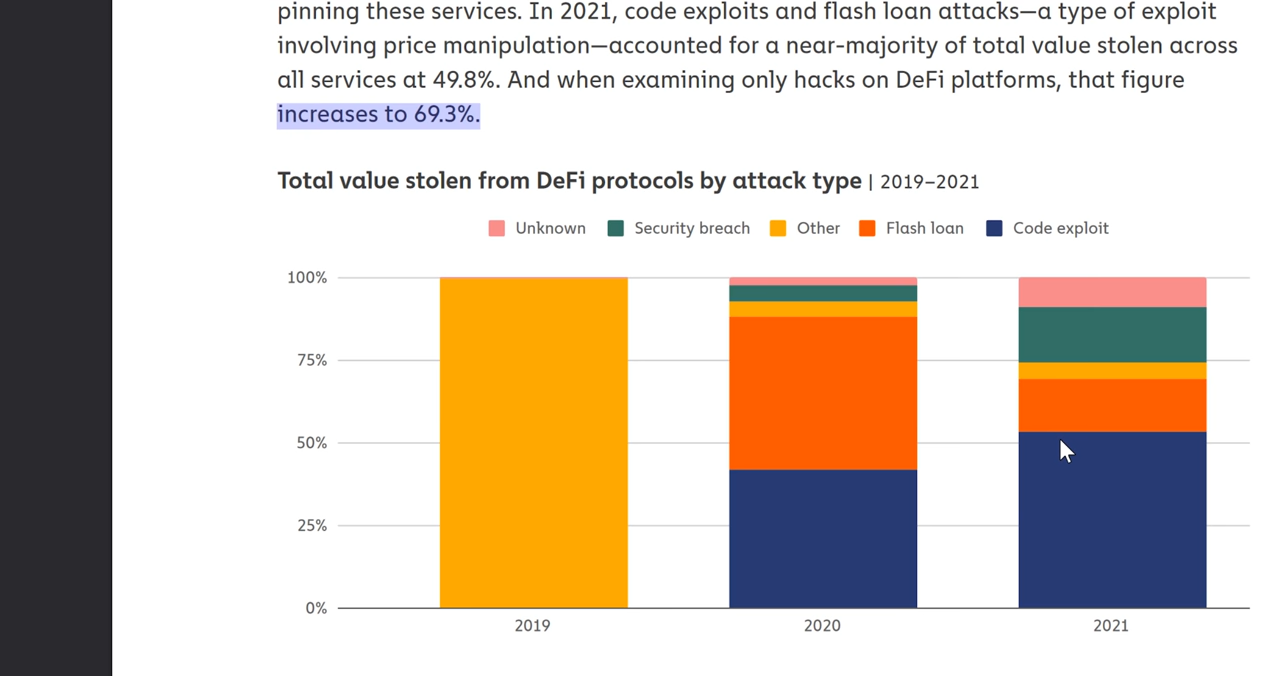 pinning these services. In 2021, code exploits and flash loan attacks—a type of exploit
involving price manipulation—accounted for a near-majority of total value stolen across
all services at 49.8%. And when examining only hacks on DeFi platforms, that figure
increases to 69.3%.
Total value stolen from DeFi protocols by attack type | 2019–2021
Unknown Security breach Other Flash loan Code exploit
100%
75%
50%
25%
0%
2019 2020 2021